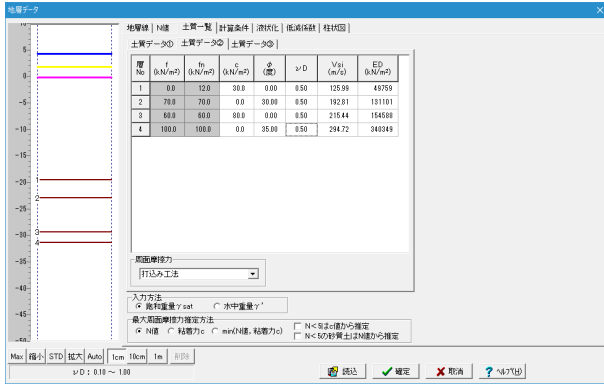 地層データ
地層線 N値 土質一覧 計算条件 液状化 低減係数 柱状図
土質データ① 土質データ② 土質データ③
層No f(kN/m²) fn(kN/m²) c(kN/m²) φ(度) νD Vsi(m/s) ED(kN/m²)
1 0.0 12.0 30.0 0.00 0.50 125.99 49759
2 70.0 70.0 0.0 30.00 0.50 192.81 131101
3 60.0 60.0 80.0 0.00 0.50 215.44 154588
4 100.0 100.0 0.0 35.00 0.50 294.72 340349
10
5
0
-5
-10
-15
-20
-25
-30
-35
-40
-45
-50
1
2
3
4
周面摩擦力
打込み工法
入力方法
飽和重量γsat 水中重量γ'
最大周面摩擦力推定方法
N値 粘着力c min(N値, 粘着力c)
N<5はc値から推定
N<5の砂質土はN値から推定
Max 縮小 STD 拡大 Auto 1cm 10cm 1m 削除
νD : 0.10 ～ 1.00
読込 確定 取消 ヘルプ(H)